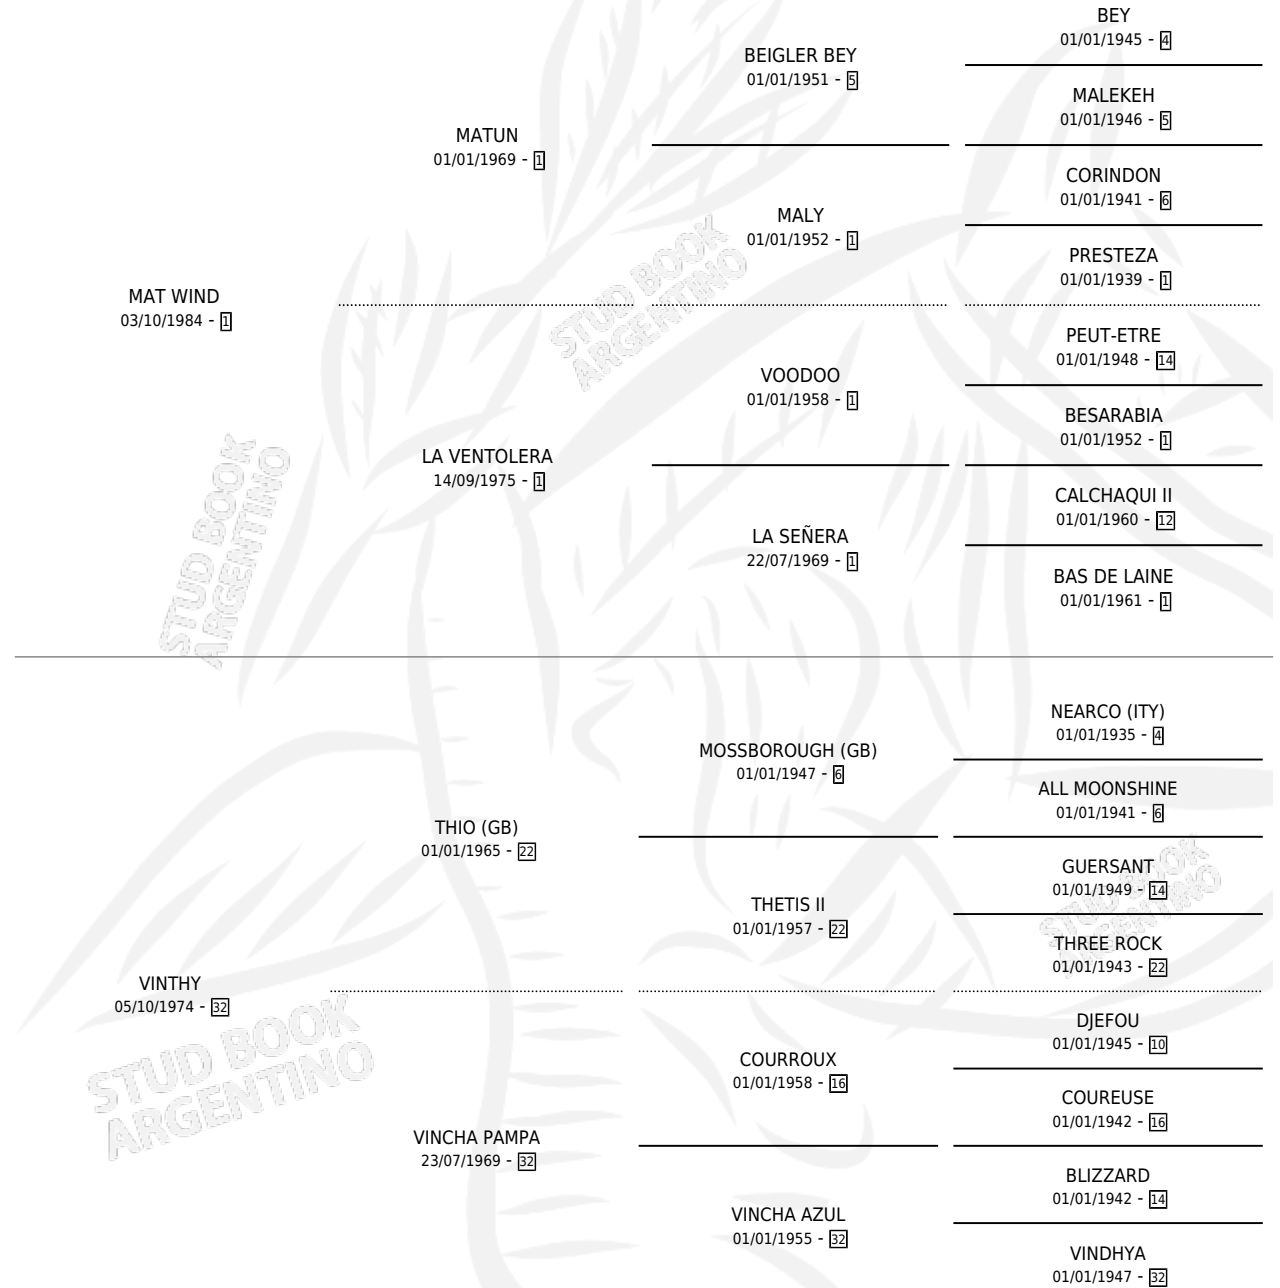 BEY
01/01/1945 - 4
BEIGLER BEY
01/01/1951 - 5
MALEKEH
01/01/1946 - 5
MATUN
01/01/1969 - 1
CORINDON
01/01/1941 - 6
MALY
01/01/1952 - 1
PRESTEZA
01/01/1939 - 1
MAT WIND
03/10/1984 - 1
PEUT-ETRE
01/01/1948 - 14
VOODOO
01/01/1958 - 1
BESARABIA
01/01/1952 - 1
LA VENTOLERA
14/09/1975 - 1
CALCHAQUI II
01/01/1960 - 12
LA SEÑERA
22/07/1969 - 1
BAS DE LAINE
01/01/1961 - 1
STUD BOOK
ARGENTINO
STUD BOOK
ARGENTINO
NEARCO (ITY)
01/01/1935 - 4
MOSSBOROUGH (GB)
01/01/1947 - 6
ALL MOONSHINE
01/01/1941 - 6
THIO (GB)
01/01/1965 - 22
GUERSANT
01/01/1949 - 14
THETIS II
01/01/1957 - 22
THREE ROCK
01/01/1943 - 22
STUD BOOK
ARGENTINO
VINTHY
05/10/1974 - 32
DJEFOU
01/01/1945 - 10
COURROUX
01/01/1958 - 16
COUREUSE
01/01/1942 - 16
VINCHA PAMPA
23/07/1969 - 32
BLIZZARD
01/01/1942 - 14
VINCHA AZUL
01/01/1955 - 32
VINDHYA
01/01/1947 - 32
STUD BOOK
ARGENTINO